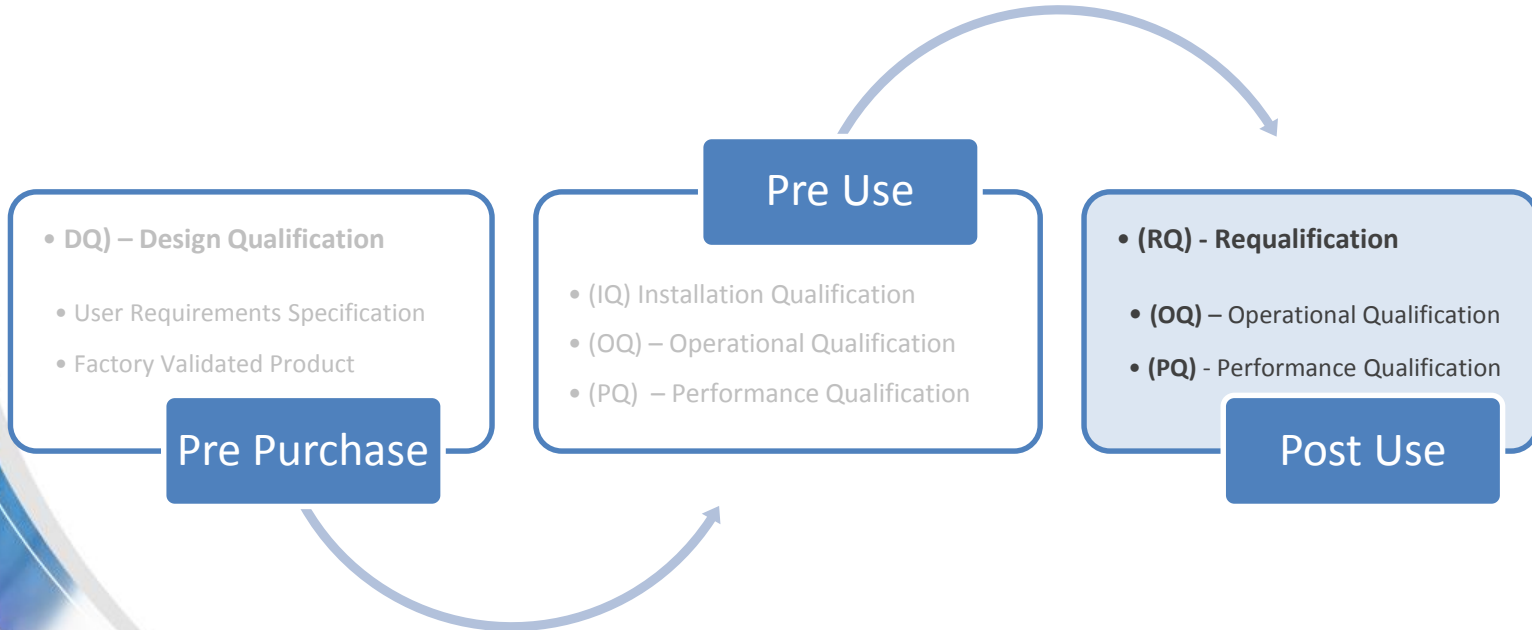 • DQ) – Design Qualification
• User Requirements Specification
• Factory Validated Product
Pre Purchase
Pre Use
• (IQ) Installation Qualification
• (OQ) – Operational Qualification
• (PQ)  – Performance Qualification
• (RQ) - Requalification
• (OQ) – Operational Qualification
• (PQ) - Performance Qualification
Post Use